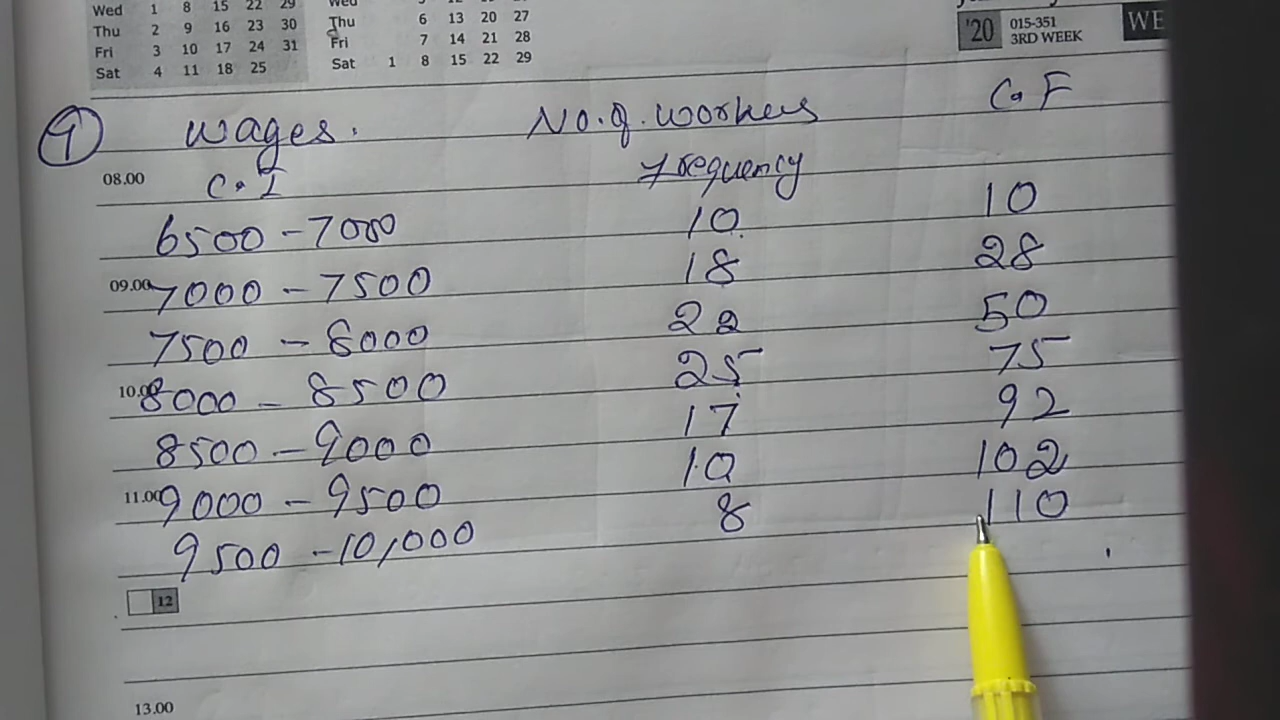 Wed 1 8 15 22 29 Wed
Thu 2 9 16 23 30 Thu 6 13 20 27
Fri 3 10 17 24 31 Fri 7 14 21 28
Sat 4 11 18 25 Sat 1 8 15 22 29
'20 015-351 3RD WEEK WE
9 Wages. No. of. workers C.F
08.00 C.I Frequency
6500 - 7000 10 10
09.00 7000 - 7500 18 28
7500 - 8000 22 50
10.00 8000 - 8500 25 75
8500 - 9000 17 92
11.00 9000 - 9500 10 102
9500 - 10,000 8 110
12
13.00